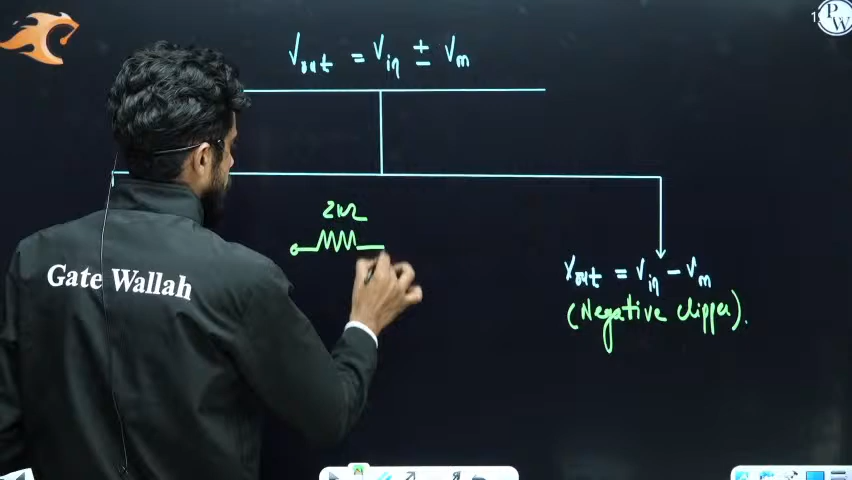 Vout = Vin ± Vm
2kΩ
Vout = Vin - Vm
(Negative clipper).
Gate Wallah
P
W